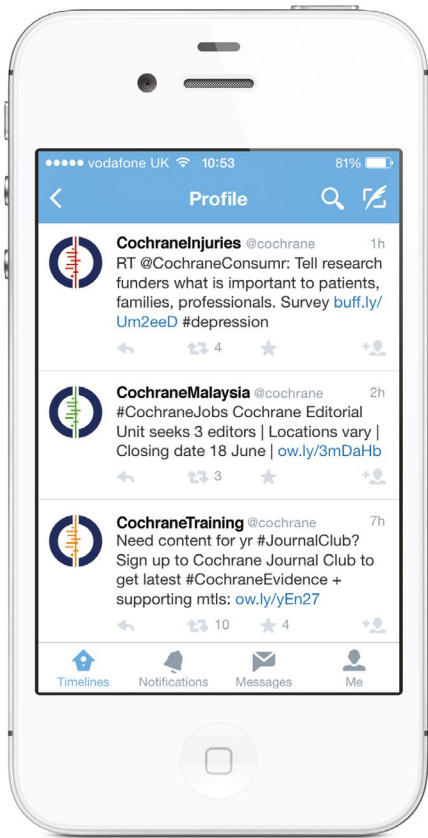 vodafone UK 10:53 81%
Profile
CochraneInjuries @cochrane 1h
RT @CochraneConsumr: Tell research
funders what is important to patients,
families, professionals. Survey buff.ly/
Um2eeD #depression
4
CochraneMalaysia @cochrane 2h
#CochraneJobs Cochrane Editorial
Unit seeks 3 editors | Locations vary |
Closing date 18 June | ow.ly/3mDaHb
3
CochraneTraining @cochrane 7h
Need content for yr #JournalClub?
Sign up to Cochrane Journal Club to
get latest #CochraneEvidence +
supporting mtls: ow.ly/yEn27
10 4
Timelines Notifications Messages Me